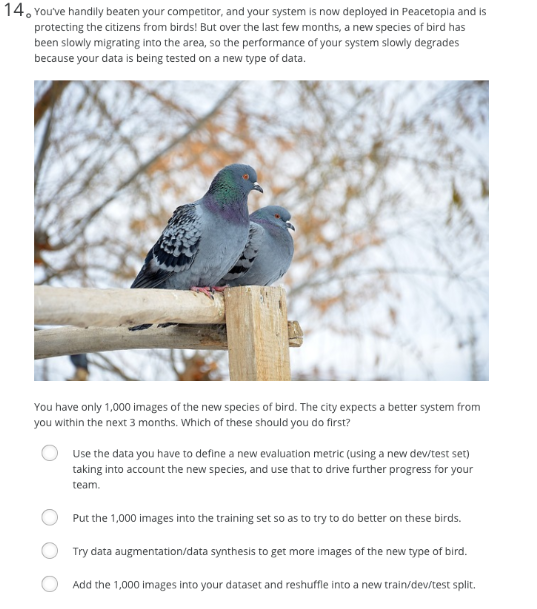 14. You've handily beaten your competitor, and your system is now deployed in Peacetopia and is
protecting the citizens from birds! But over the last few months, a new species of bird has
been slowly migrating into the area, so the performance of your system slowly degrades
because your data is being tested on a new type of data.
You have only 1,000 images of the new species of bird. The city expects a better system from
you within the next 3 months. Which of these should you do first?
Use the data you have to define a new evaluation metric (using a new dev/test set)
taking into account the new species, and use that to drive further progress for your
team.
Put the 1,000 images into the training set so as to try to do better on these birds.
Try data augmentation/data synthesis to get more images of the new type of bird.
Add the 1,000 images into your dataset and reshuffle into a new train/dev/test split.